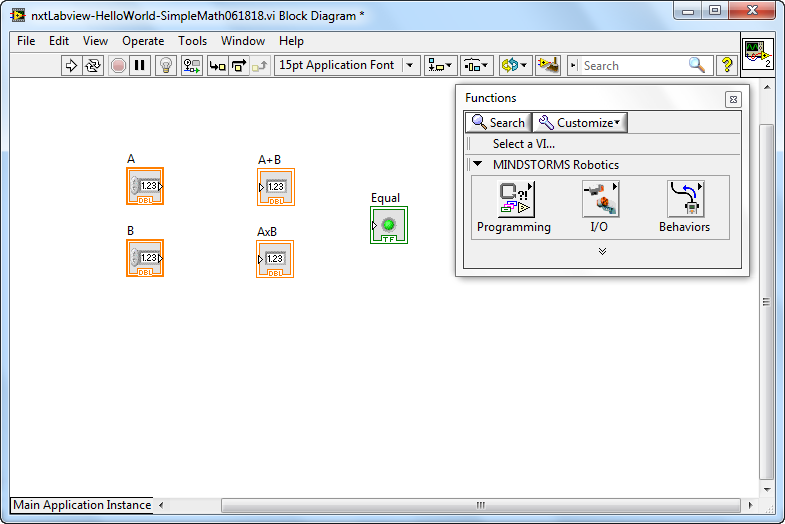 nxtLabview-HelloWorld-SimpleMath061818.vi Block Diagram *
File Edit View Operate Tools Window Help
15pt Application Font Search ? 2
Functions
Search Customize
Select a VI...
MINDSTORMS Robotics
?!
Programming I/O Behaviors
A A+B
1.23 1.23
DBL DBL
Equal
TF
B AxB
1.23 1.23
DBL DBL
Main Application Instance